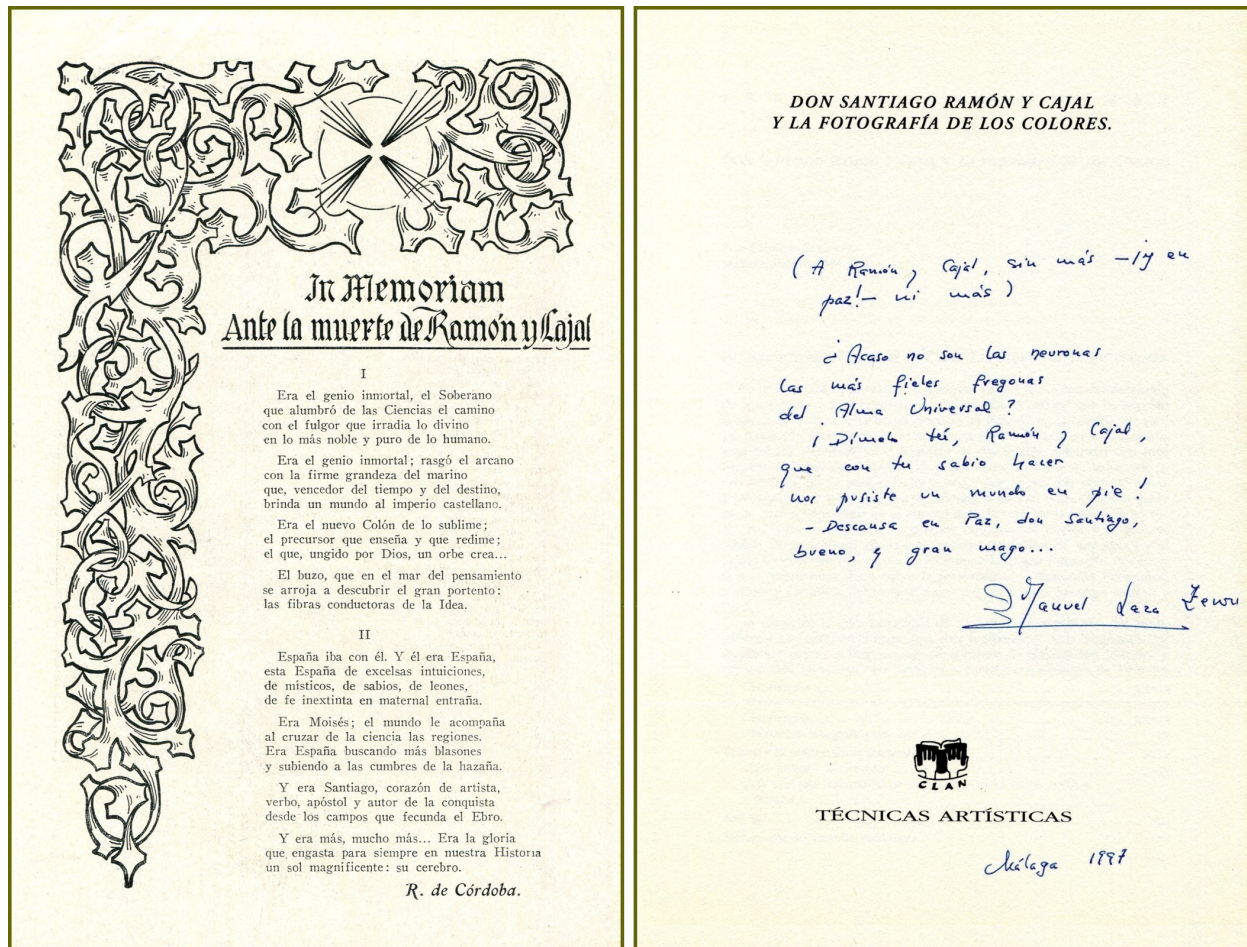 In Memoriam
Ante la muerte de Ramón y Cajal
I
Era el genio inmortal, el Soberano
que alumbró de las Ciencias el camino
con el fulgor que irradia lo divino
en lo más noble y puro de lo humano.
Era el genio inmortal; rasgó el arcano
con la firme grandeza del marino
que, vencedor del tiempo y del destino,
brinda un mundo al imperio castellano.
Era el nuevo Colón de lo sublime;
el precursor que enseña y que redime;
el que, ungido por Dios, un orbe crea...
El buzo, que en el mar del pensamiento
se arroja a descubrir el gran portento:
las fibras conductoras de la Idea.
II
España iba con él. Y él era España,
esta España de excelsas intuiciones,
de místicos, de sabios, de leones,
de fe inextinta en maternal entraña.
Era Moisés; el mundo le acompaña
al cruzar de la ciencia las regiones.
Era España buscando más blasones
y subiendo a las cumbres de la hazaña.
Y era Santiago, corazón de artista,
verbo, apóstol y autor de la conquista
desde los campos que fecunda el Ebro.
Y era más, mucho más... Era la gloria
que engasta para siempre en nuestra Historia
un sol magnificente: su cerebro.
R. de Córdoba.
DON SANTIAGO RAMÓN Y CAJAL
Y LA FOTOGRAFÍA DE LOS COLORES.
(A Ramón y Cajal, sin más —¡y en
paz!— ni más)
¿Acaso no son las neuronas
las más fieles fregonas
del Alma Universal?
¡Dímelo tú, Ramón y Cajal,
que con tu sabio hacer
nos pusiste un mundo en pie!
- Descansa en Paz, don Santiago,
bueno, y gran mago...
Manuel Laza
CLAN
TÉCNICAS ARTÍSTICAS
Málaga 1997